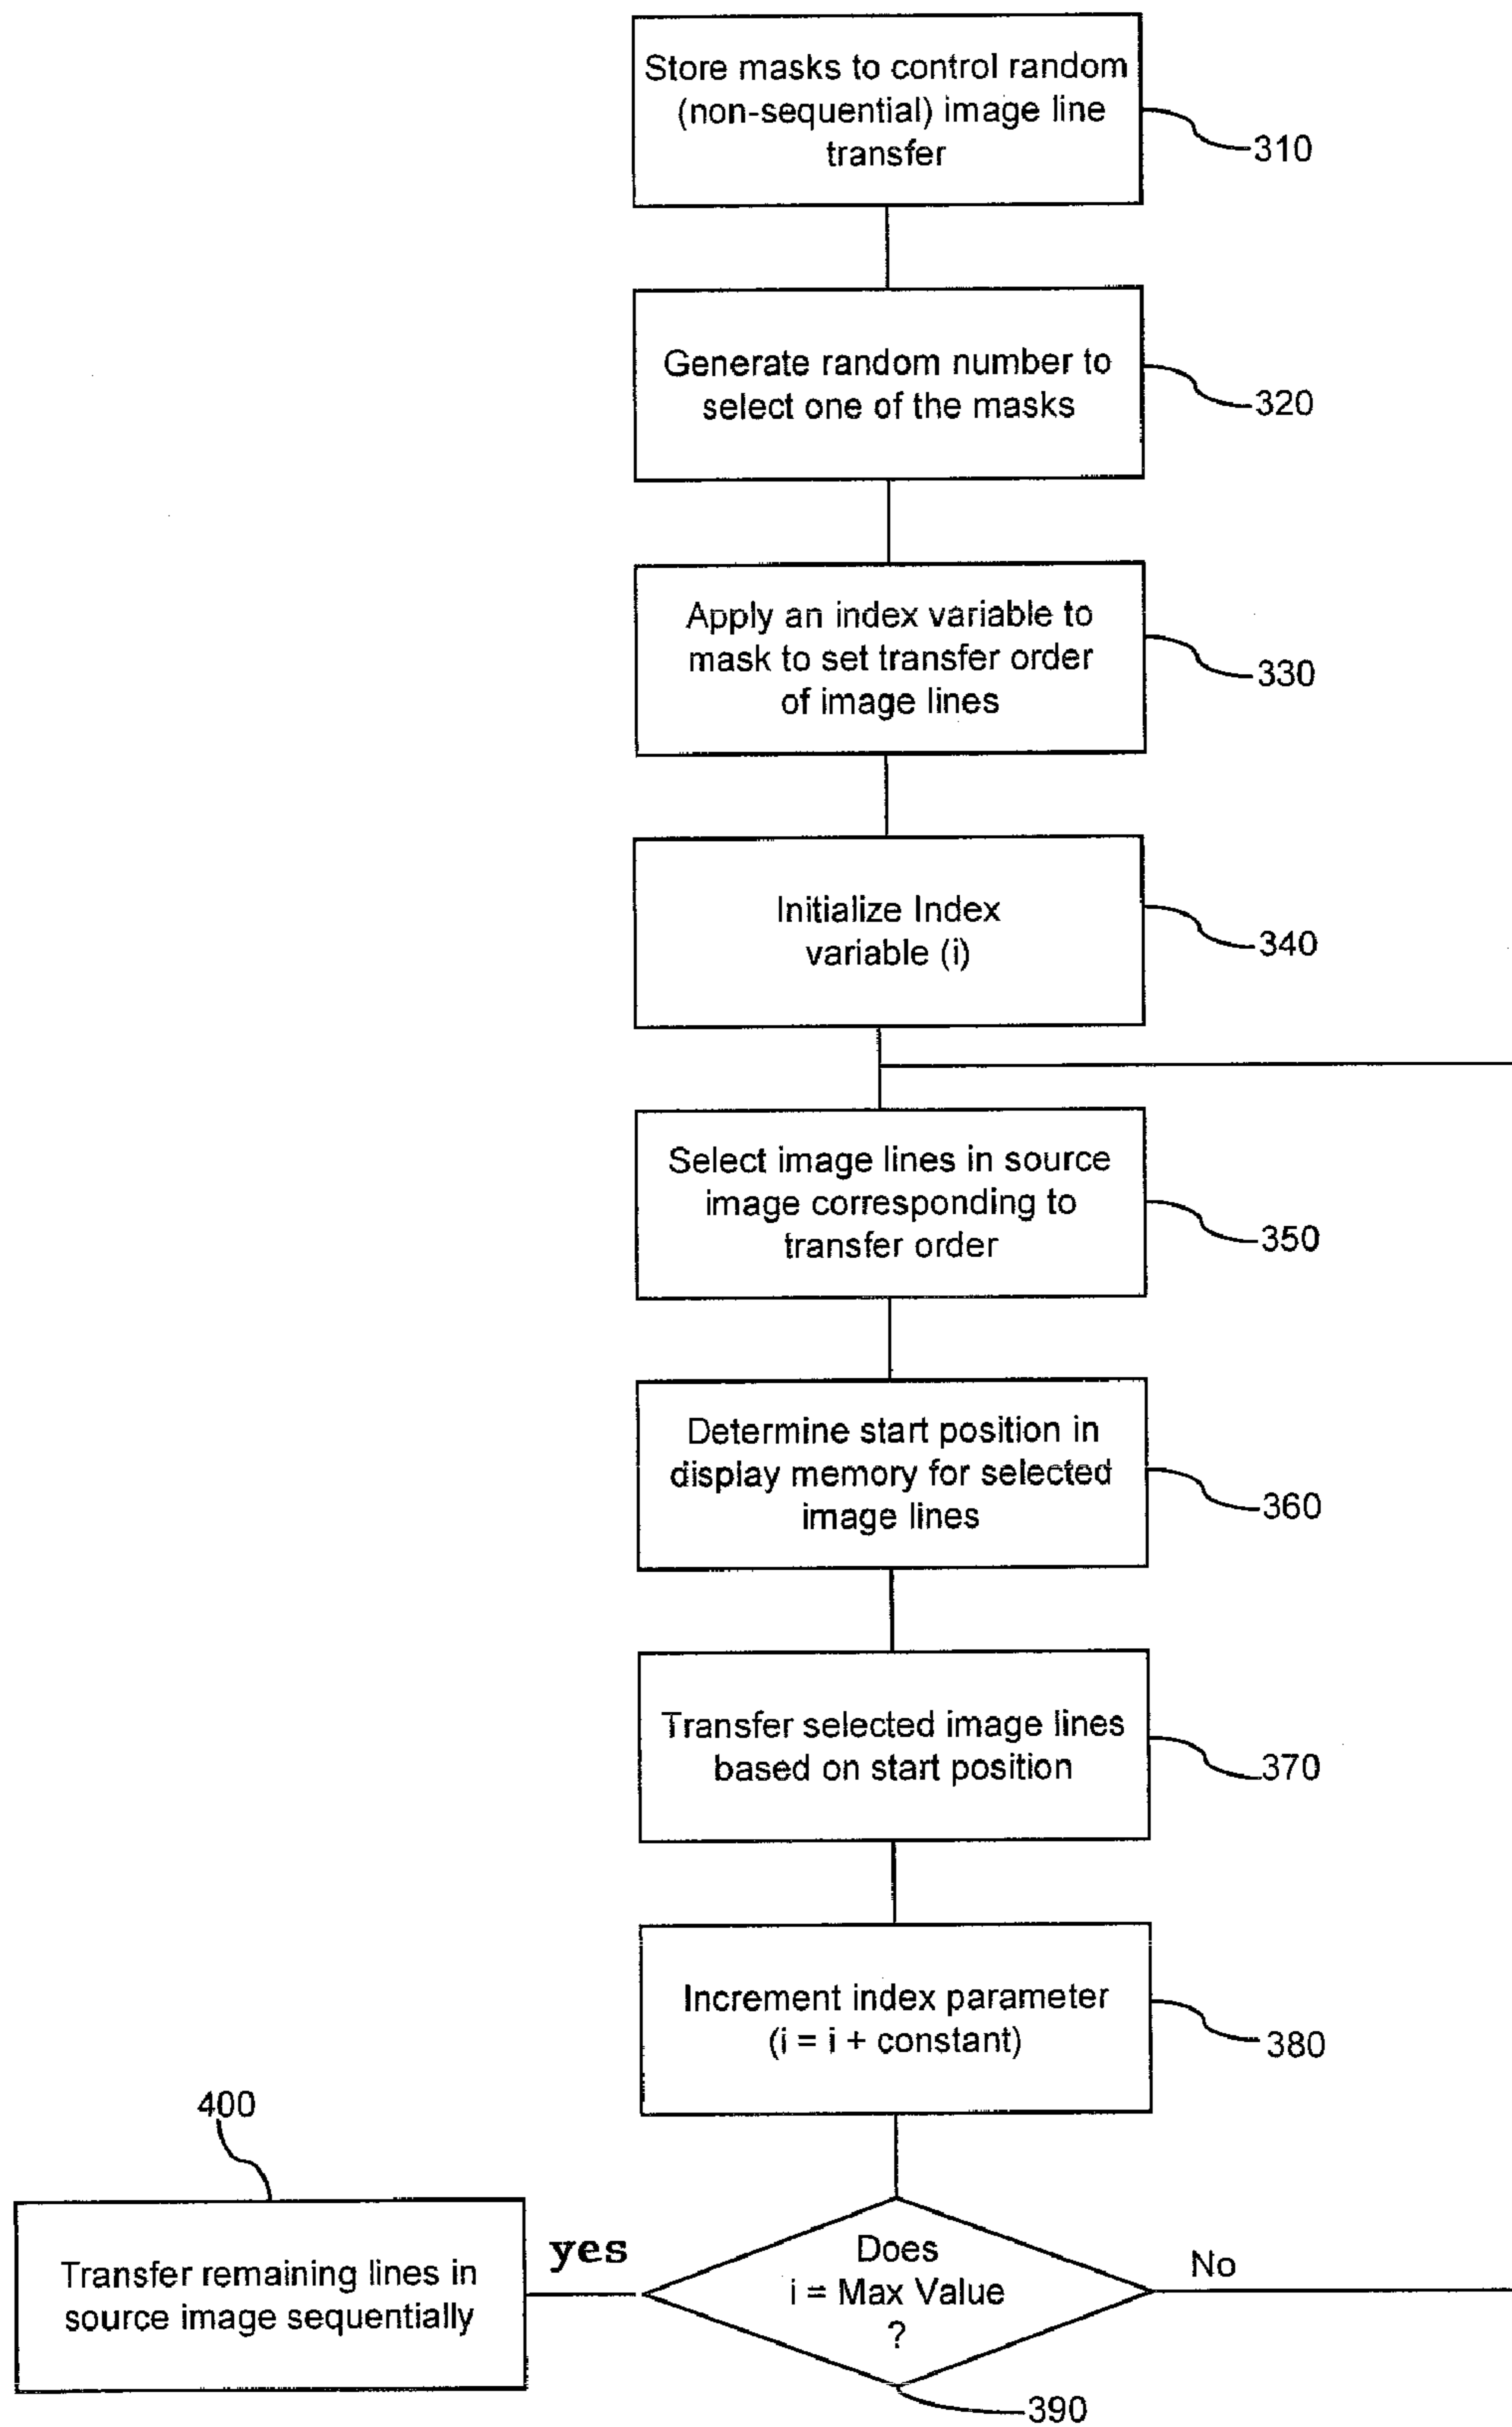 Store masks to control random
(non-sequential) image line
transfer
310
Generate random number to
select one of the masks
320
Apply an index variable to
mask to set transfer order
of image lines
330
Initialize Index
variable (i)
340
Select image lines in source
image corresponding to
transfer order
350
Determine start position in
display memory for selected
image lines
360
Transfer selected image lines
based on start position
370
Increment index parameter
(i = i + constant)
380
Does
i = Max Value
?
390
No
yes
400
Transfer remaining lines in
source image sequentially